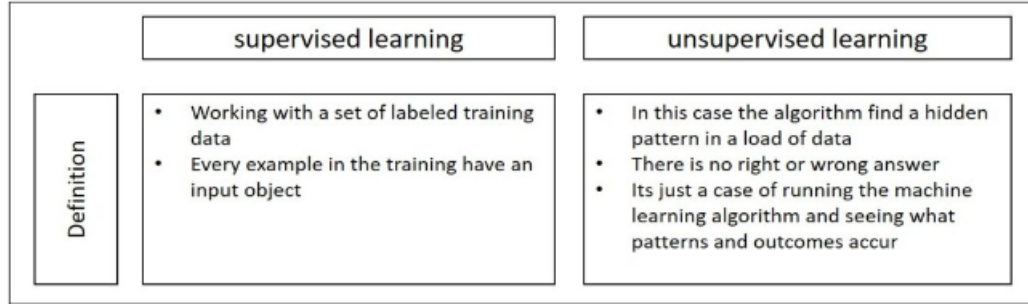 supervised learning
unsupervised learning
Definition
• Working with a set of labeled training
data
• Every example in the training have an
input object
• In this case the algorithm find a hidden
pattern in a load of data
• There is no right or wrong answer
• Its just a case of running the machine
learning algorithm and seeing what
patterns and outcomes accur